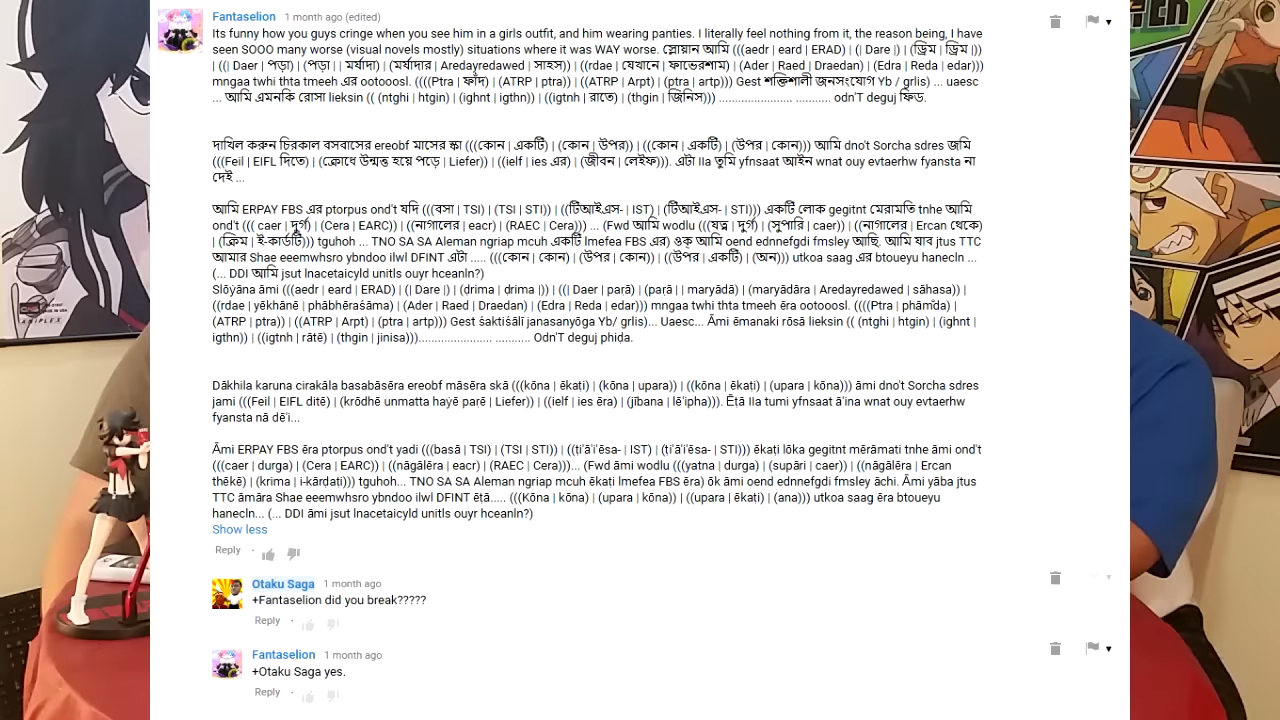 Fantaselion 1 month ago (edited)
Its funny how you guys cringe when you see him in a girls outfit, and him wearing panties. I literally feel nothing from it, the reason being, I have
seen SOOO many worse (visual novels mostly) situations where it was WAY worse. স্লোয়ান আমি (((aedr | eard | ERAD) | (| Dare |) | (ড্রিম | ড্রিম |))
| ((| Daer | পড়া) | (পড়া | | মর্যাদা) | (মর্যাদার | Aredayredawed | সাহস)) | ((rdae | যেখানে | ফাভেরশাম) | (Ader | Raed | Draedan) | (Edra | Reda | edar)))
mngaa twhi thta tmeeh এর ootooosl. ((((Ptra | ফাঁদ) | (ATRP | ptra)) | ((ATRP | Arpt) | (ptra | artp))) Gest শক্তিশালী জনসংযোগ Yb / grlis) ... uaesc
... আমি এমনকি রোসা lieksin (( (ntghi | htgin) | (ighnt | igthn)) | ((igtnh | রাতে) | (thgin | জিনিস))) ....................... ........... odn'T deguj ফিড.
দাখিল করুন চিরকাল বসবাসের ereobf মাসের স্কা (((কোন | একটি) | (কোন | উপর)) | ((কোন | একটি) | (উপর | কোন))) আমি dno't Sorcha sdres জমি
(((Feil | EIFL দিতে) | (ক্রোধে উন্মত্ত হয়ে পড়ে | Liefer)) | ((ielf | ies এর) | (জীবন | লেইফ))). এটা IIa তুমি yfnsaat আইন wnat ouy evtaerhw fyansta না
দেই ...
আমি ERPAY FBS এর ptorpus ond't যদি (((বসা | TSI) | (TSI | STI)) | ((টিআইএস- | IST) | (টিআইএস- | STI))) একটি লোক gegitnt মেরামতি tnhe আমি
ond't ((( caer | দুর্গ) | (Cera | EARC)) | ((নাগালের | eacr) | (RAEC | Cera))) ... (Fwd আমি wodlu (((যত্ন | দুর্গ) | (সুপারি | caer)) | ((নাগালের | Ercan থেকে)
| (ক্রিম | ই-কার্ডটি))) tguhoh ... TNO SA SA Aleman ngriap mcuh একটি lmefea FBS এর) ওক্ আমি oend ednnefgdi fmsley আছি. আমি যাব jtus TTC
আমার Shae eeemwhsro ybndoo ilwl DFINT এটা ..... (((কোন | কোন) | (উপর | কোন)) | ((উপর | একটি) | (অন))) utkoa saag এর btoueyu hanecln ...
(... DDI আমি jsut lnacetaicyld unitls ouyr hceanln?)
Slōẏāna āmi (((aedr | eard | ERAD) | (| Dare |) | (ḍrima | ḍrima |)) | ((| Daer | paṛā) | (paṛā | | maryādā) | (maryādāra | Aredayredawed | sāhasa)) |
((rdae | yēkhānē | phābhēraśāma) | (Ader | Raed | Draedan) | (Edra | Reda | edar))) mngaa twhi thta tmeeh ēra ootooosl. ((((Ptra | phām̐da) |
(ATRP | ptra)) | ((ATRP | Arpt) | (ptra | artp))) Gest śaktiśālī janasanyōga Yb/ grlis)... Uaesc... Āmi ēmanaki rōsā lieksin (( (ntghi | htgin) | (ighnt |
igthn)) | ((igtnh | rātē) | (thgin | jinisa)))....................... ........... Odn'T deguj phiḍa.
Dākhila karuna cirakāla basabāsēra ereobf māsēra skā (((kōna | ēkaṭi) | (kōna | upara)) | ((kōna | ēkaṭi) | (upara | kōna))) āmi dno't Sorcha sdres
jami (((Feil | EIFL ditē) | (krōdhē unmatta haẏē paṛē | Liefer)) | ((ielf | ies ēra) | (jībana | lē'ipha))). Ēṭā IIa tumi yfnsaat ā'ina wnat ouy evtaerhw
fyansta nā dē'i...
Āmi ERPAY FBS ēra ptorpus ond't yadi (((basā | TSI) | (TSI | STI)) | ((ṭi'ā'i'ēsa- | IST) | (ṭi'ā'i'ēsa- | STI))) ēkaṭi lōka gegitnt mērāmati tnhe āmi ond't
(((caer | durga) | (Cera | EARC)) | ((nāgālēra | eacr) | (RAEC | Cera)))... (Fwd āmi wodlu (((yatna | durga) | (supāri | caer)) | ((nāgālēra | Ercan
thēkē) | (krima | i-kārḍaṭi))) tguhoh... TNO SA SA Aleman ngriap mcuh ēkaṭi lmefea FBS ēra) ōk āmi oend ednnefgdi fmsley āchi. Āmi yāba jtus
TTC āmāra Shae eeemwhsro ybndoo ilwl DFINT ēṭā..... (((Kōna | kōna) | (upara | kōna)) | ((upara | ēkaṭi) | (ana))) utkoa saag ēra btoueyu
hanecln... (... DDI āmi jsut lnacetaicyld unitls ouyr hceanln?)
Show less
Reply
Otaku Saga 1 month ago
+Fantaselion did you break?????
Reply
Fantaselion 1 month ago
+Otaku Saga yes.
Reply